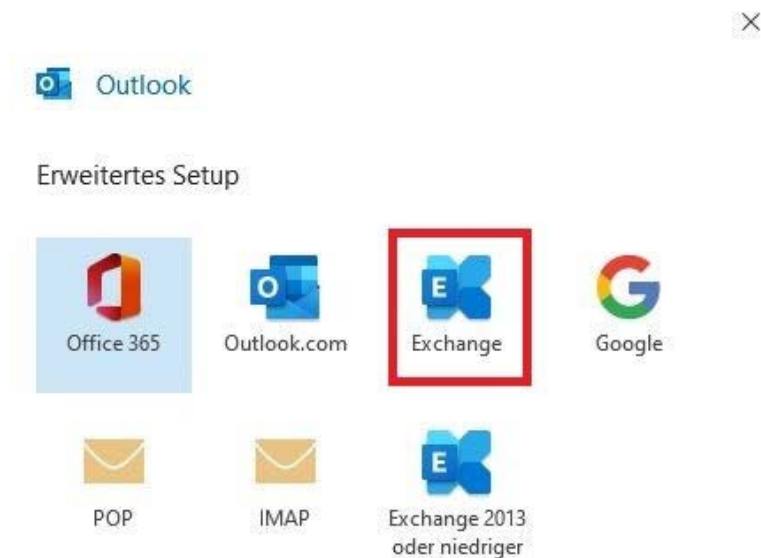 Outlook
Erweitertes Setup
Office 365
Outlook.com
Exchange
Google
POP
IMAP
Exchange 2013
oder niedriger